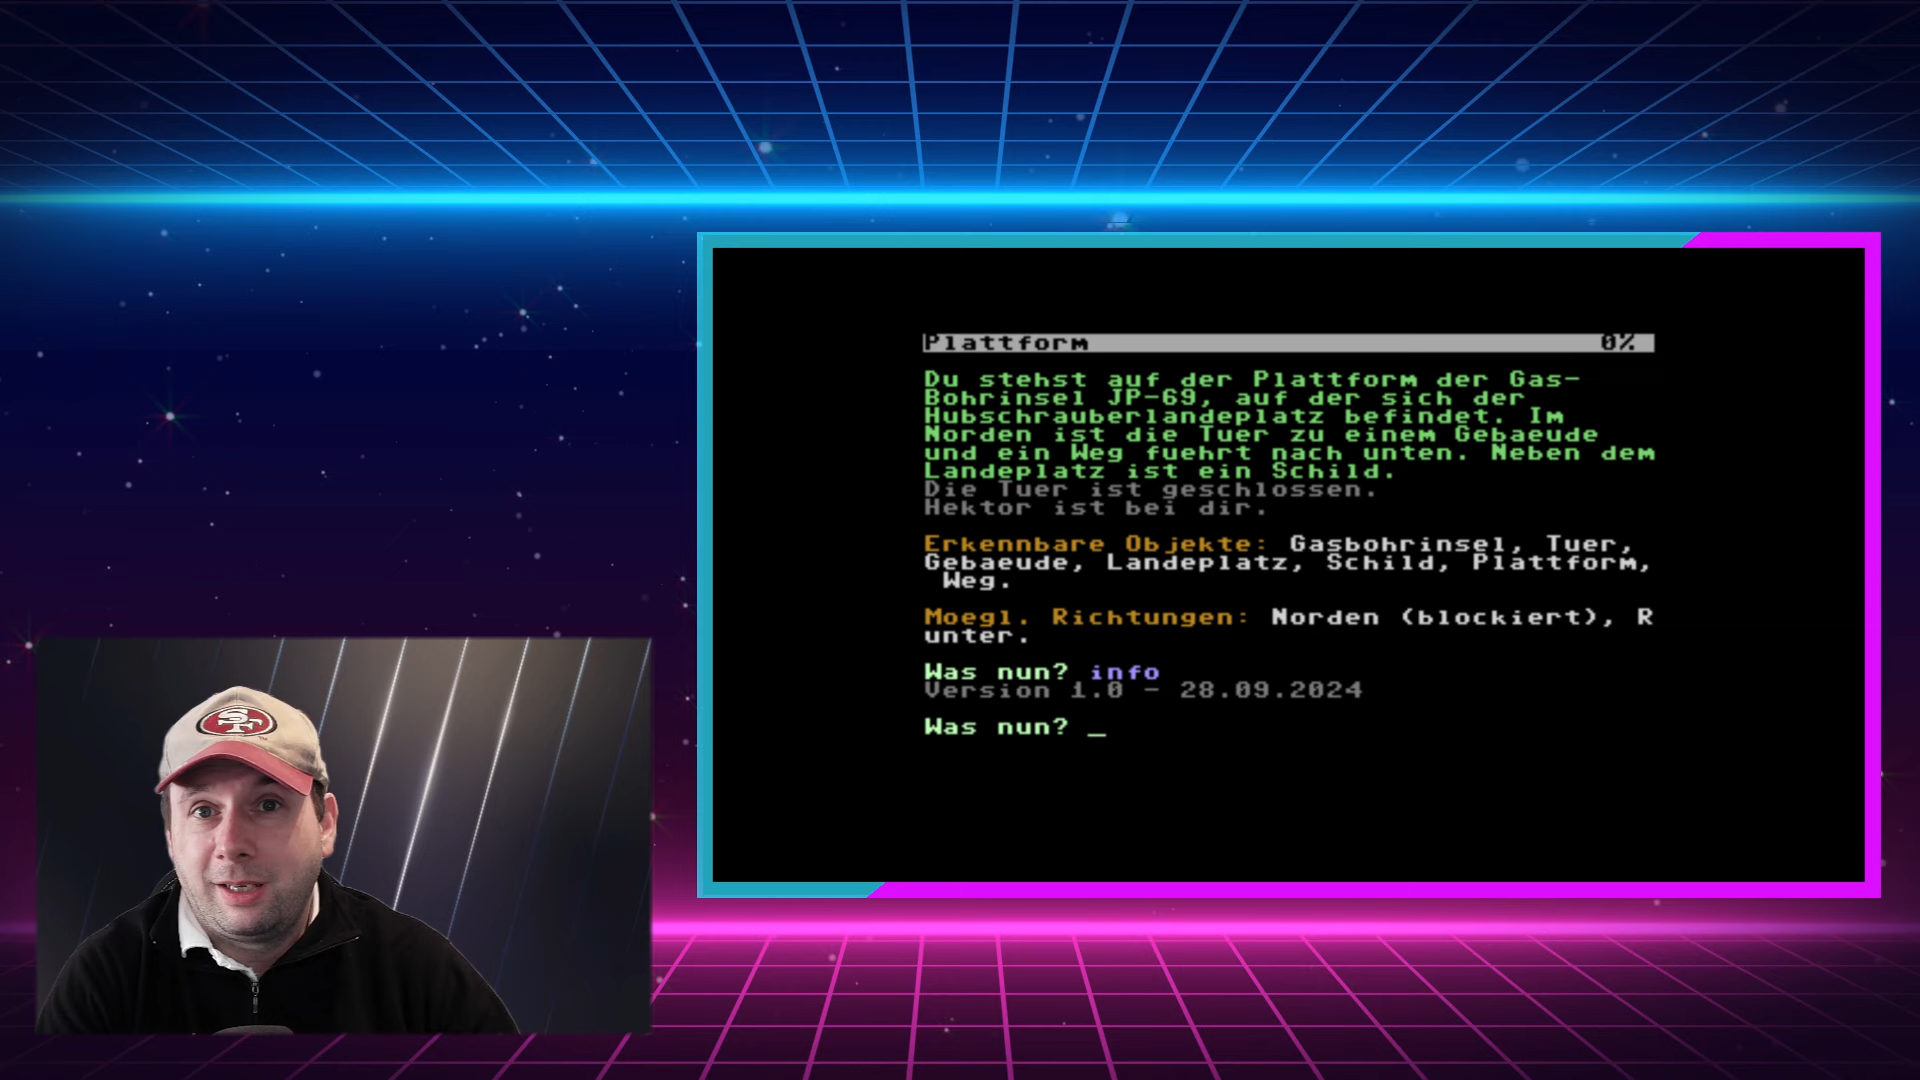 Plattform 0%
Du stehst auf der Plattform der Gas-
Bohrinsel JP-69, auf der sich der
Hubschrauberlandeplatz befindet. Im
Norden ist die Tuer zu einem Gebaeude
und ein Weg fuehrt nach unten. Neben dem
Landeplatz ist ein Schild.
Die Tuer ist geschlossen.
Hektor ist bei dir.
Erkennbare Objekte: Gasbohrinsel, Tuer,
Gebaeude, Landeplatz, Schild, Plattform,
Weg.
Moegl. Richtungen: Norden (blockiert), R
unter.
Was nun? info
Version 1.0 - 28.09.2024
Was nun? _
SF